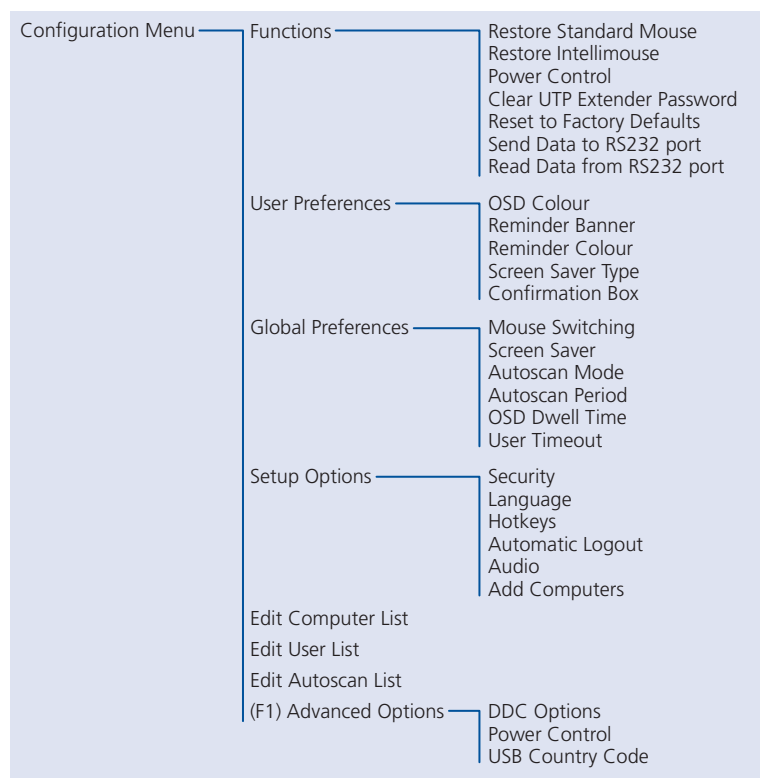 Configuration Menu
Functions
Restore Standard Mouse
Restore Intellimouse
Power Control
Clear UTP Extender Password
Reset to Factory Defaults
Send Data to RS232 port
Read Data from RS232 port
User Preferences
OSD Colour
Reminder Banner
Reminder Colour
Screen Saver Type
Confirmation Box
Global Preferences
Mouse Switching
Screen Saver
Autoscan Mode
Autoscan Period
OSD Dwell Time
User Timeout
Setup Options
Security
Language
Hotkeys
Automatic Logout
Audio
Add Computers
Edit Computer List
Edit User List
Edit Autoscan List
(F1) Advanced Options
DDC Options
Power Control
USB Country Code